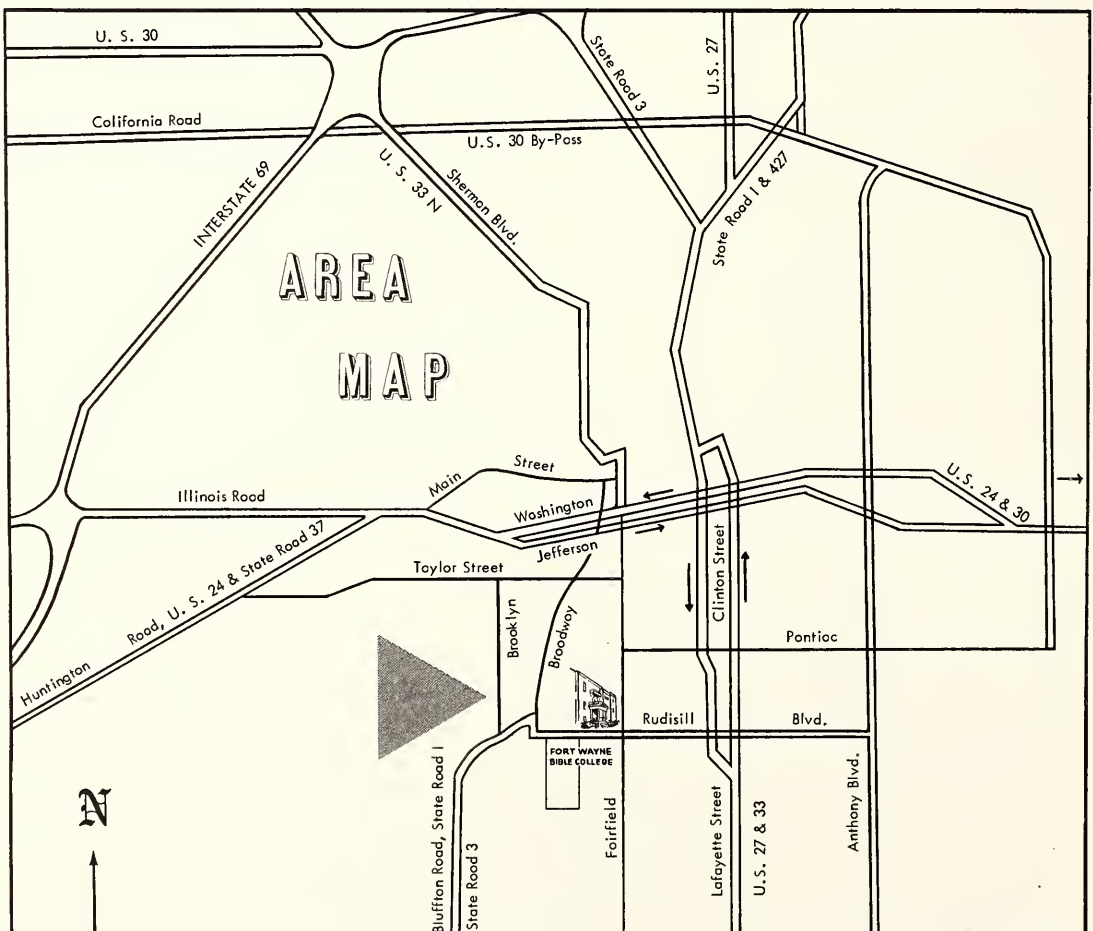 U. S. 30
State Road 3
U.S. 27
California Road
U.S. 30 By-Pass
INTERSTATE 69
U. S. 33 N
Sherman Blvd.
State Road 1 & 427
AREA
MAP
Main Street
Illinois Road
Washington
U.S. 24 & 30
Jefferson
Huntington Road, U. S. 24 & State Road 37
Taylor Street
Brooklyn
Broadway
Clinton Street
Pontiac
Rudisill Blvd.
FORT WAYNE
BIBLE COLLEGE
Bluffton Road, State Road 1
State Road 3
Fairfield
Lafayette Street
U.S. 27 & 33
Anthony Blvd.
N